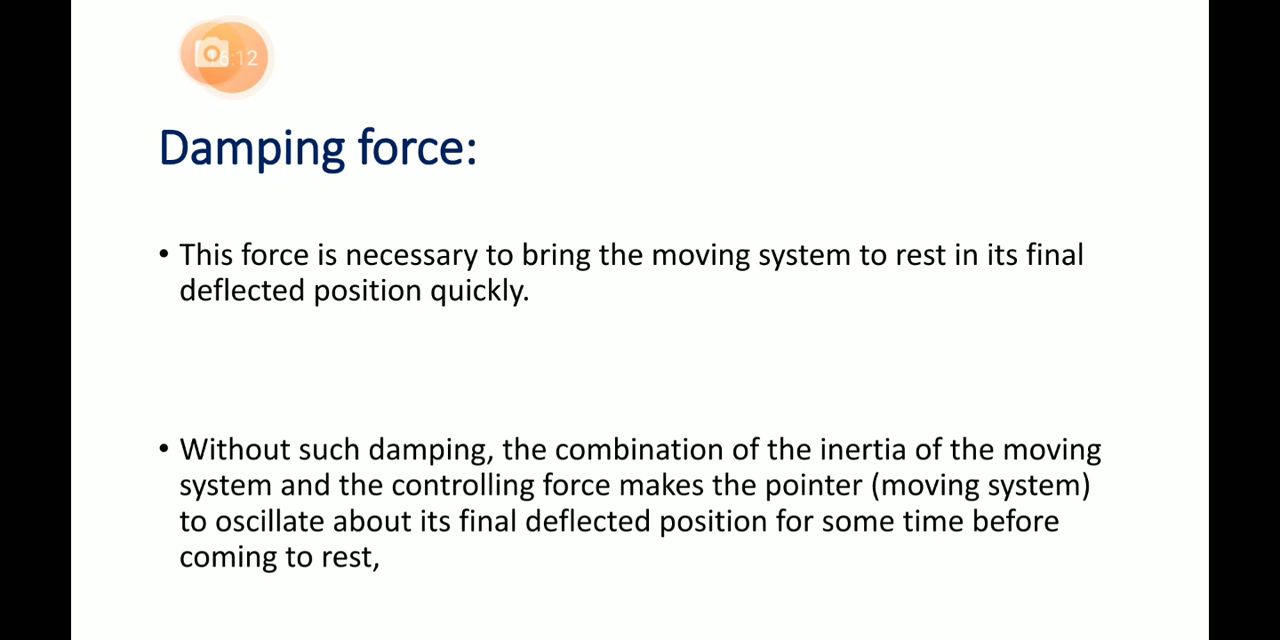 Damping force:
• This force is necessary to bring the moving system to rest in its final
deflected position quickly.
• Without such damping, the combination of the inertia of the moving
system and the controlling force makes the pointer (moving system)
to oscillate about its final deflected position for some time before
coming to rest,